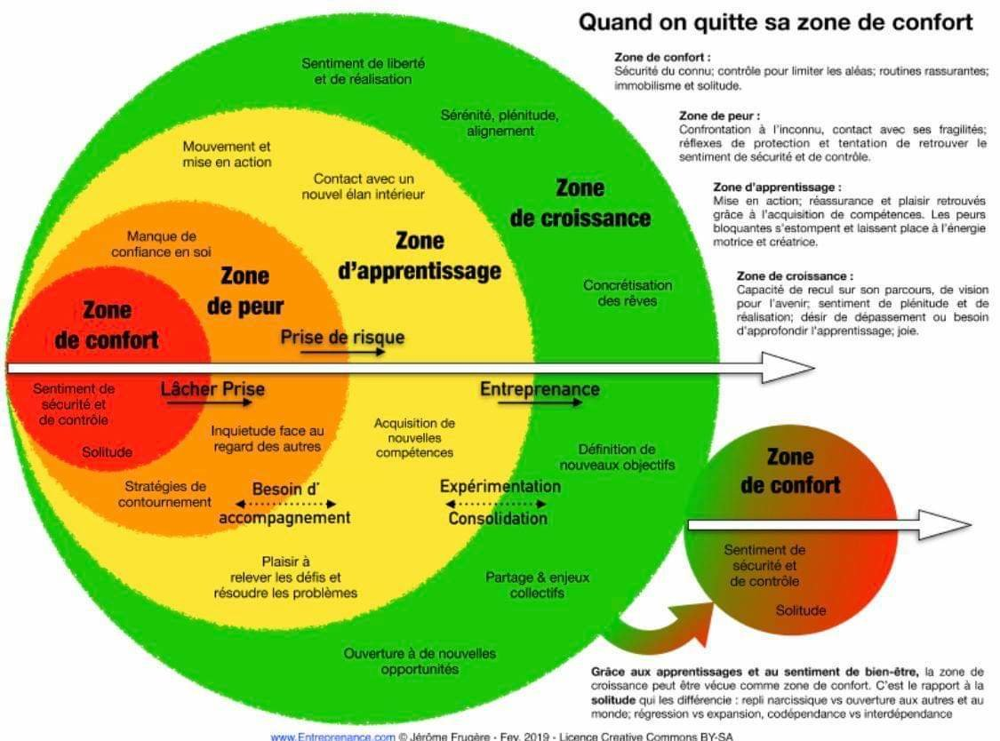 Quand on quitte sa zone de confort
Zone de confort :
Sécurité du connu; contrôle pour limiter les aléas; routines rassurantes;
immobilisme et solitude.
Zone de peur :
Confrontation à l'inconnu, contact avec ses fragilités;
réflexes de protection et tentation de retrouver le
sentiment de sécurité et de contrôle.
Zone d'apprentissage :
Mise en action; réassurance et plaisir retrouvés
grâce à l'acquisition de compétences. Les peurs
bloquantes s'estompent et laissent place à l'énergie
motrice et créatrice.
Zone de croissance :
Capacité de recul sur son parcours, de vision
pour l'avenir; sentiment de plénitude et de
réalisation; désir de dépassement ou besoin
d'approfondir l'apprentissage; joie.
Sentiment de liberté
et de réalisation
Sérénité, plénitude,
alignement
Mouvement et
mise en action
Contact avec un
nouvel élan intérieur
Zone
de croissance
Manque de
confiance en soi
Zone
d'apprentissage
Zone
de peur
Zone
de confort
Concrétisation
des rêves
Prise de risque
Lâcher Prise
Entreprenance
Sentiment de
sécurité et
de contrôle
Solitude
Inquietude face au
regard des autres
Acquisition de
nouvelles
compétences
Définition de
nouveaux objectifs
Stratégies de
contournement
Besoin d'
accompagnement
Expérimentation
Consolidation
Plaisir à
relever les défis et
résoudre les problèmes
Partage & enjeux
collectifs
Ouverture à de nouvelles
opportunités
Zone
de confort
Sentiment de
sécurité et
de contrôle
Solitude
Grâce aux apprentissages et au sentiment de bien-être, la zone de
croissance peut être vécue comme zone de confort. C'est le rapport à la
solitude qui les différencie : repli narcissique vs ouverture aux autres et au
monde; régression vs expansion, codépendance vs interdépendance
www.Entreprenance.com © Jérôme Frugère - Fev. 2019 - Licence Creative Commons BY-SA